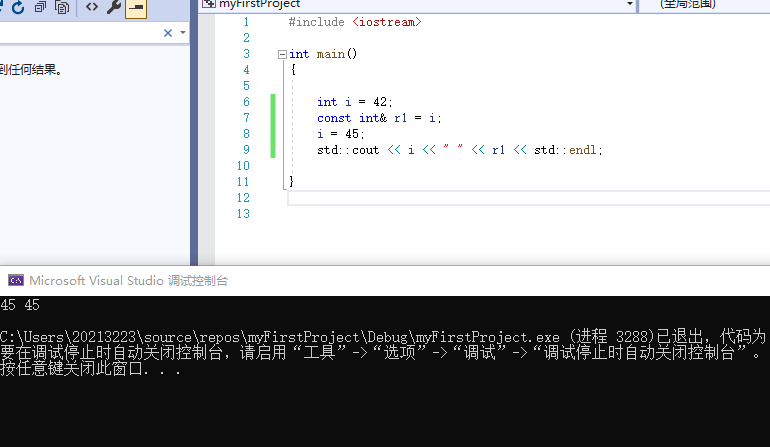 myFirstProject
(全局范围)
到任何结果。
1 #include <iostream>
2
3 int main()
4 {
5
6 int i = 42;
7 const int& r1 = i;
8 i = 45;
9 std::cout << i << " " << r1 << std::endl;
10
11 }
12
13
Microsoft Visual Studio 调试控制台
45 45
C:\Users\20213223\source\repos\myFirstProject\Debug\myFirstProject.exe (进程 3288)已退出，代码为
要在调试停止时自动关闭控制台，请启用“工具”->“选项”->“调试”->“调试停止时自动关闭控制台”。
按任意键关闭此窗口. . .